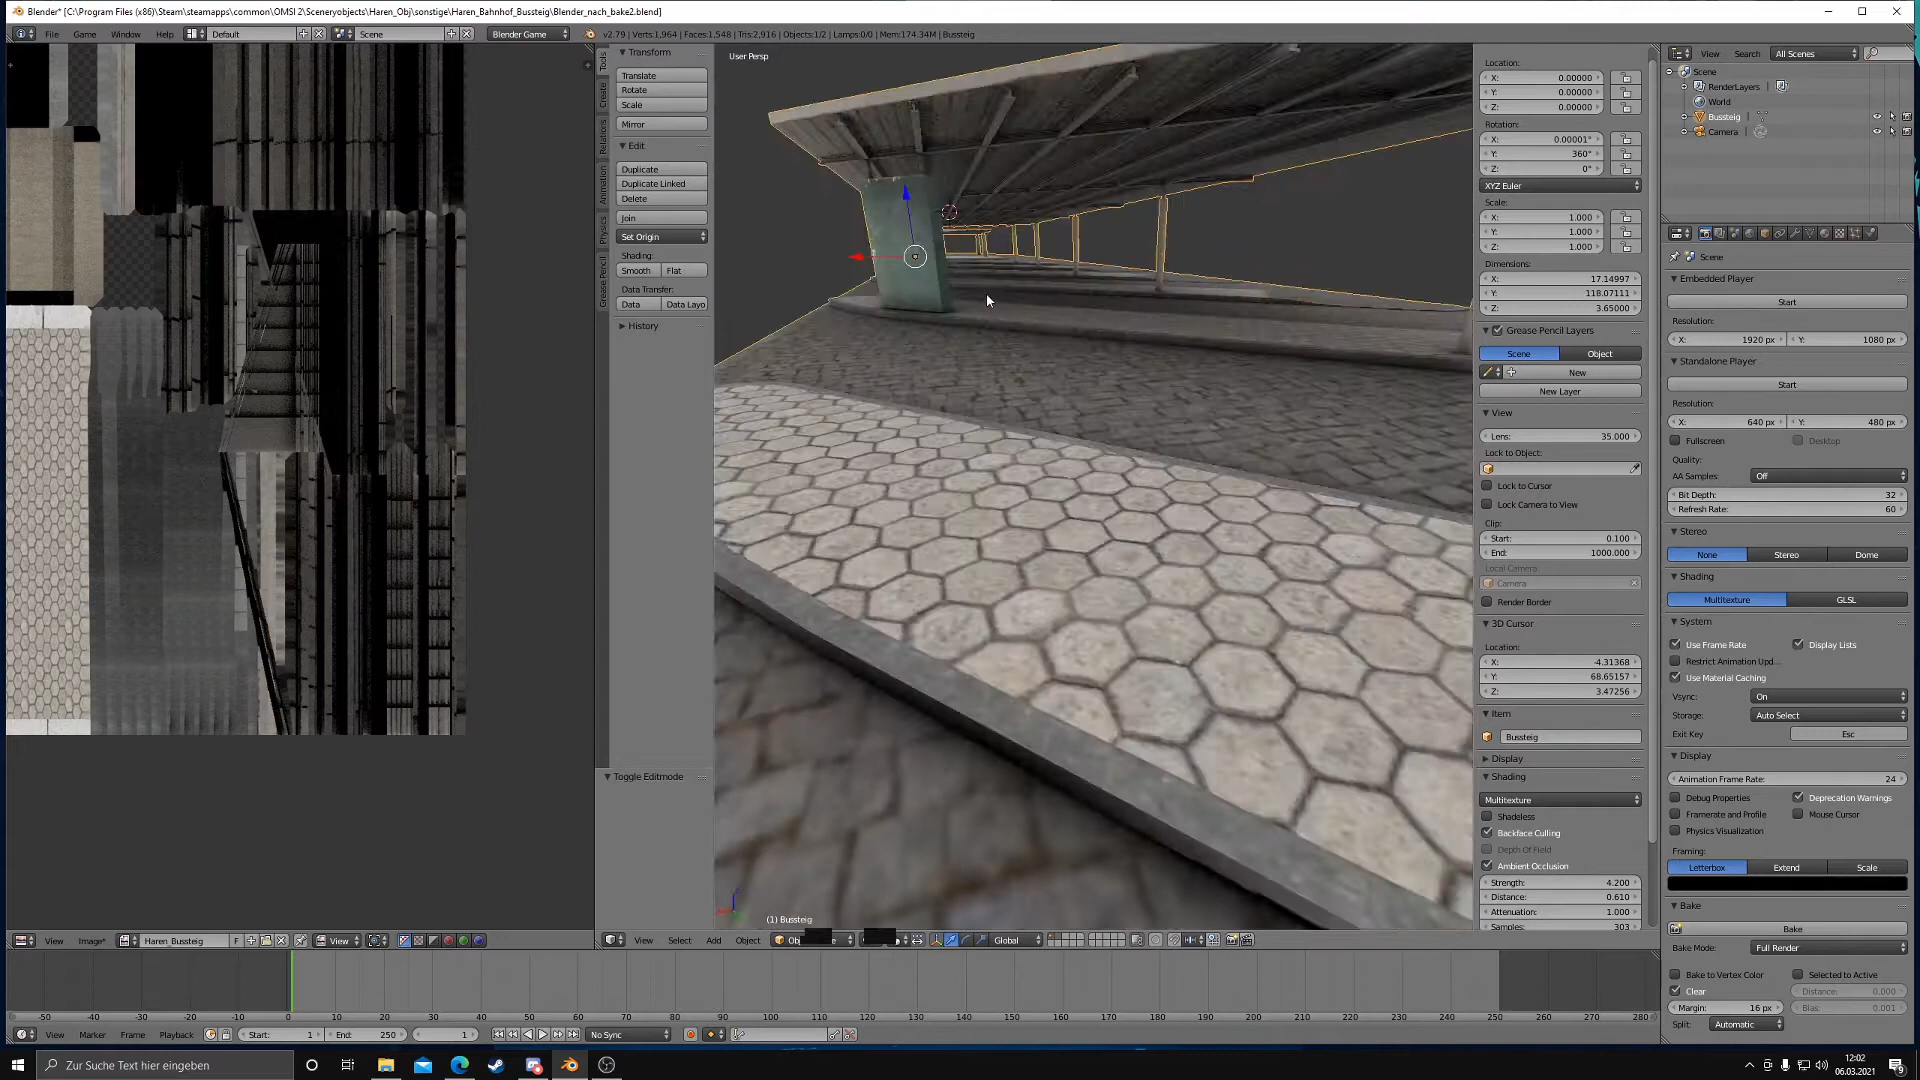 Blender* [C:\Program Files (x86)\Steam\steamapps\common\OMSI 2\Sceneryobjects\Haren_Obj\sonstige\Haren_Bahnhof_Bussteig\Blender_nach_bake2.blend]
File Game Window Help Default Scene Blender Game v2.79 | Verts:1,964 | Faces:1,548 | Tris:2,916 | Objects:1/2 | Lamps:0/0 | Mem:174.34M | Bussteig
View Search All Scenes
Scene
RenderLayers
World
Bussteig
Camera
Tools
Create
Relations
Animation
Physics
Grease Pencil
Transform
Translate
Rotate
Scale
Mirror
Edit
Duplicate
Duplicate Linked
Delete
Join
Set Origin
Shading:
Smooth Flat
Data Transfer:
Data Data Layo
History
Toggle Editmode
User Persp
(1) Bussteig
Location:
X: 0.00000
Y: 0.00000
Z: 0.00000
Rotation:
X: 0.00001°
Y: 360°
Z: 0°
XYZ Euler
Scale:
X: 1.000
Y: 1.000
Z: 1.000
Dimensions:
X: 17.14997
Y: 118.07111
Z: 3.65000
Grease Pencil Layers
Scene Object
New
New Layer
View
Lens: 35.000
Lock to Object:
Lock to Cursor
Lock Camera to View
Clip:
Start: 0.100
End: 1000.000
Local Camera
Camera
Render Border
3D Cursor
Location:
X: -4.31368
Y: 68.65157
Z: 3.47256
Item
Bussteig
Display
Shading
Multitexture
Shadeless
Backface Culling
Depth Of Field
Ambient Occlusion
Strength: 4.200
Distance: 0.610
Attenuation: 1.000
Samples: 303
Scene
Embedded Player
Start
Resolution:
X: 1920 px Y: 1080 px
Standalone Player
Start
Resolution:
X: 640 px Y: 480 px
Fullscreen Desktop
Quality:
AA Samples: Off
Bit Depth: 32
Refresh Rate: 60
Stereo
None Stereo Dome
Shading
Multitexture GLSL
System
Use Frame Rate Display Lists
Restrict Animation Upd...
Use Material Caching
Vsync: On
Storage: Auto Select
Exit Key Esc
Display
Animation Frame Rate: 24
Debug Properties Deprecation Warnings
Framerate and Profile Mouse Cursor
Physics Visualization
Framing:
Letterbox Extend Scale
Bake
Bake
Bake Mode: Full Render
Bake to Vertex Color Selected to Active
Clear Distance: 0.000
Margin: 16 px Bias: 0.001
Split: Automatic
View Image* Haren_Bussteig F View
View Select Add Object Global
-50 -40 -30 -20 -10 0 10 20 30 40 50 60 70 80 90 100 110 120 130 140 150 160 170 180 190 200 210 220 230 240 250 260 270 280
View Marker Frame Playback Start: 1 End: 250 1 No Sync
Zur Suche Text hier eingeben
12:02
06.03.2021